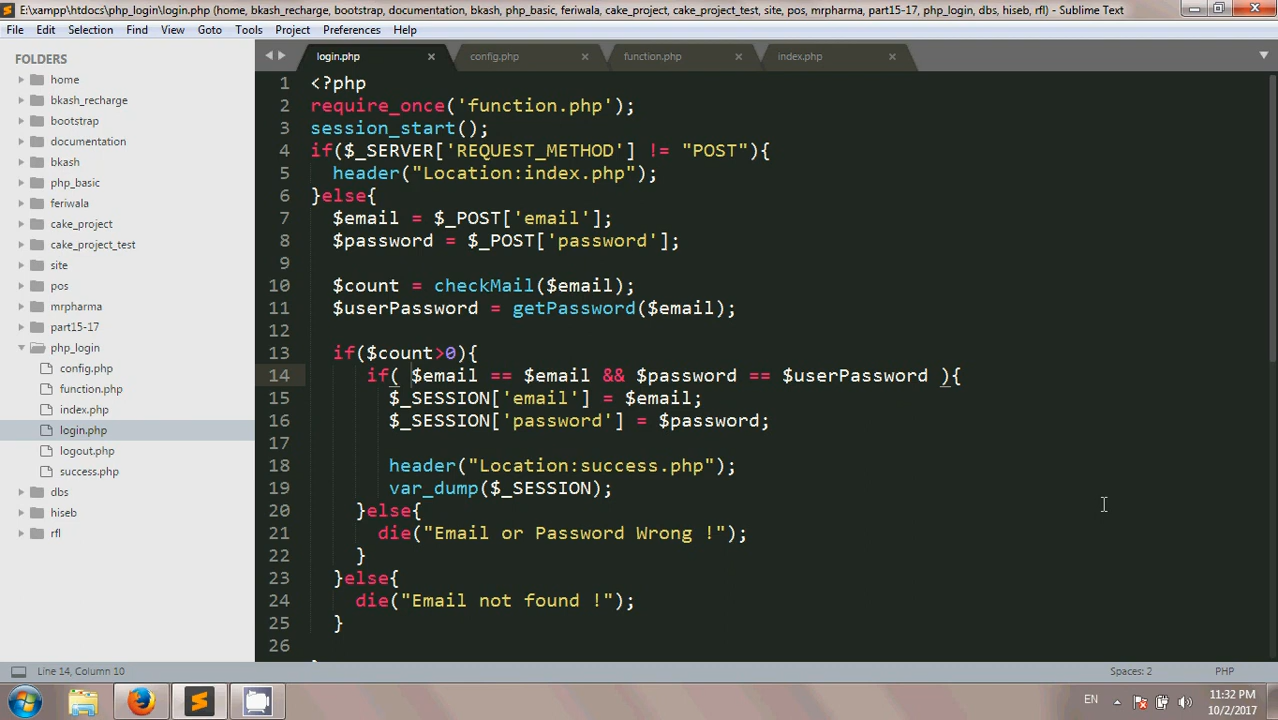 E:\xampp\htdocs\php_login\login.php (home, bkash_recharge, bootstrap, documentation, bkash, php_basic, feriwala, cake_project, cake_project_test, site, pos, mrpharma, part15-17, php_login, dbs, hiseb, rfl) - Sublime Text
File Edit Selection Find View Goto Tools Project Preferences Help
FOLDERS
home
bkash_recharge
bootstrap
documentation
bkash
php_basic
feriwala
cake_project
cake_project_test
site
pos
mrpharma
part15-17
php_login
config.php
function.php
index.php
login.php
logout.php
success.php
dbs
hiseb
rfl
login.php config.php function.php index.php
1 <?php
2 require_once('function.php');
3 session_start();
4 if($_SERVER['REQUEST_METHOD'] != "POST"){
5   header("Location:index.php");
6 }else{
7   $email = $_POST['email'];
8   $password = $_POST['password'];
9
10   $count = checkMail($email);
11   $userPassword = getPassword($email);
12
13   if($count>0){
14      if( $email == $email && $password == $userPassword ){
15        $_SESSION['email'] = $email;
16        $_SESSION['password'] = $password;
17
18        header("Location:success.php");
19        var_dump($_SESSION);
20     }else{
21       die("Email or Password Wrong !");
22     }
23   }else{
24     die("Email not found !");
25   }
26
Line 14, Column 10 Spaces: 2 PHP
EN 11:32 PM
10/2/2017